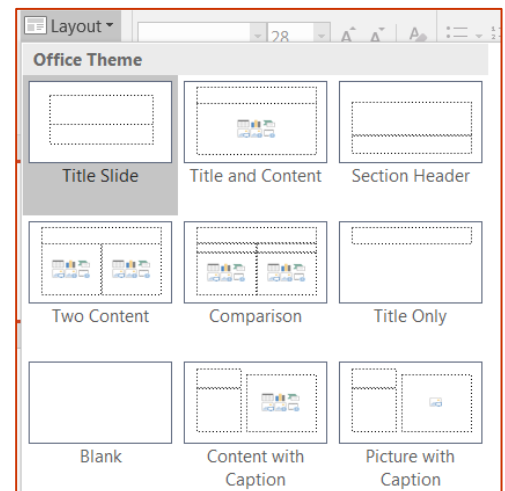 Layout 28 A A A
Office Theme
Title Slide Title and Content Section Header
Two Content Comparison Title Only
Blank Content with Picture with
Caption Caption